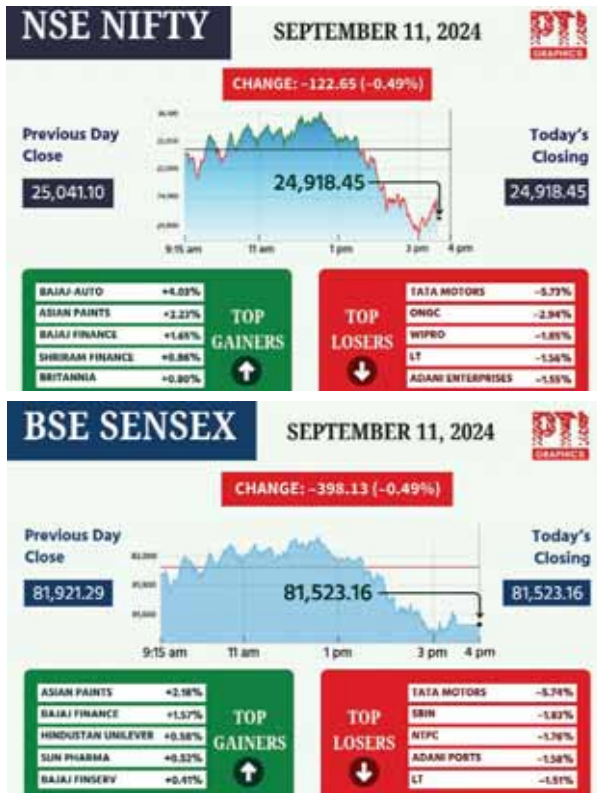 NSE NIFTY
SEPTEMBER 11, 2024
PTI
GRAPHICS
CHANGE: –122.65 (–0.49%)
Previous Day
Close
25,041.10
24,918.45
Today's
Closing
24,918.45
9:15 am 11 am 1 pm 3 pm 4 pm
BAJAJ-AUTO +4.03%
ASIAN PAINTS +2.23%
BAJAJ FINANCE +1.65%
SHRIRAM FINANCE +0.86%
BRITANNIA +0.80%
TOP
GAINERS
TOP
LOSERS
TATA MOTORS –5.73%
ONGC –2.94%
WIPRO –1.85%
LT –1.56%
ADANI ENTERPRISES –1.55%
BSE SENSEX
SEPTEMBER 11, 2024
PTI
GRAPHICS
CHANGE: –398.13 (–0.49%)
Previous Day
Close
81,921.29
81,523.16
Today's
Closing
81,523.16
9:15 am 11 am 1 pm 3 pm 4 pm
ASIAN PAINTS +2.18%
BAJAJ FINANCE +1.57%
HINDUSTAN UNILEVER +0.58%
SUN PHARMA +0.52%
BAJAJ FINSERV +0.41%
TOP
GAINERS
TOP
LOSERS
TATA MOTORS –5.74%
SBIN –1.82%
NTPC –1.76%
ADANI PORTS –1.58%
LT –1.51%